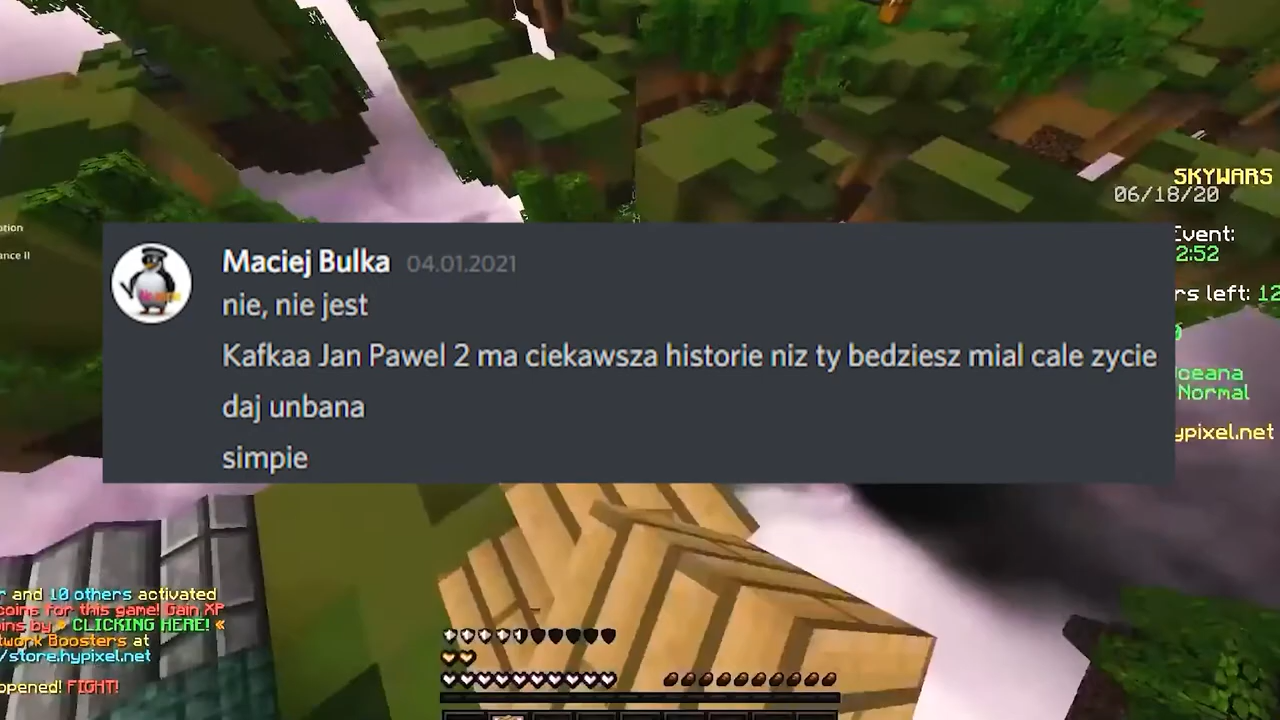 SKYWARS
06/18/20
Event:
2:52
rs left: 12
Normal
ypixel.net
Maciej Bulka 04.01.2021
nie, nie jest
Kafkaa Jan Pawel 2 ma ciekawsza historie niz ty bedziesz mial cale zycie
daj unbana
simpie
and 10 others activated
coins for this game! Gain XP
ins by » CLICKING HERE! «
twork Boosters at
/store.hypixel.net
opened! FIGHT!